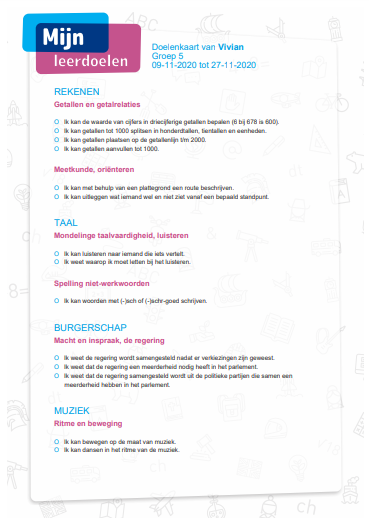 Mijn
leerdoelen
Doelenkaart van Vivian
Groep 5
09-11-2020 tot 27-11-2020
REKENEN
Getallen en getalrelaties
Ik kan de waarde van cijfers in driecijferige getallen bepalen (6 bij 678 is 600).
Ik kan getallen tot 1000 splitsen in honderdtallen, tientallen en eenheden.
Ik kan getallen plaatsen op de getallenlijn t/m 2000.
Ik kan getallen aanvullen tot 1000.
Meetkunde, oriënteren
Ik kan met behulp van een plattegrond een route beschrijven.
Ik kan uitleggen wat iemand wel en niet ziet vanaf een bepaald standpunt.
TAAL
Mondelinge taalvaardigheid, luisteren
Ik kan luisteren naar iemand die iets vertelt.
Ik weet waarop ik moet letten bij het luisteren.
Spelling niet-werkwoorden
Ik kan woorden met (-)sch of (-)schr-goed schrijven.
BURGERSCHAP
Macht en inspraak, de regering
Ik weet de regering wordt samengesteld nadat er verkiezingen zijn geweest.
Ik weet dat de regering een meerderheid nodig heeft in het parlement.
Ik weet dat de regering samengesteld wordt uit de politieke partijen die samen een
meerderheid hebben in het parlement.
MUZIEK
Ritme en beweging
Ik kan bewegen op de maat van muziek.
Ik kan dansen in het ritme van de muziek.